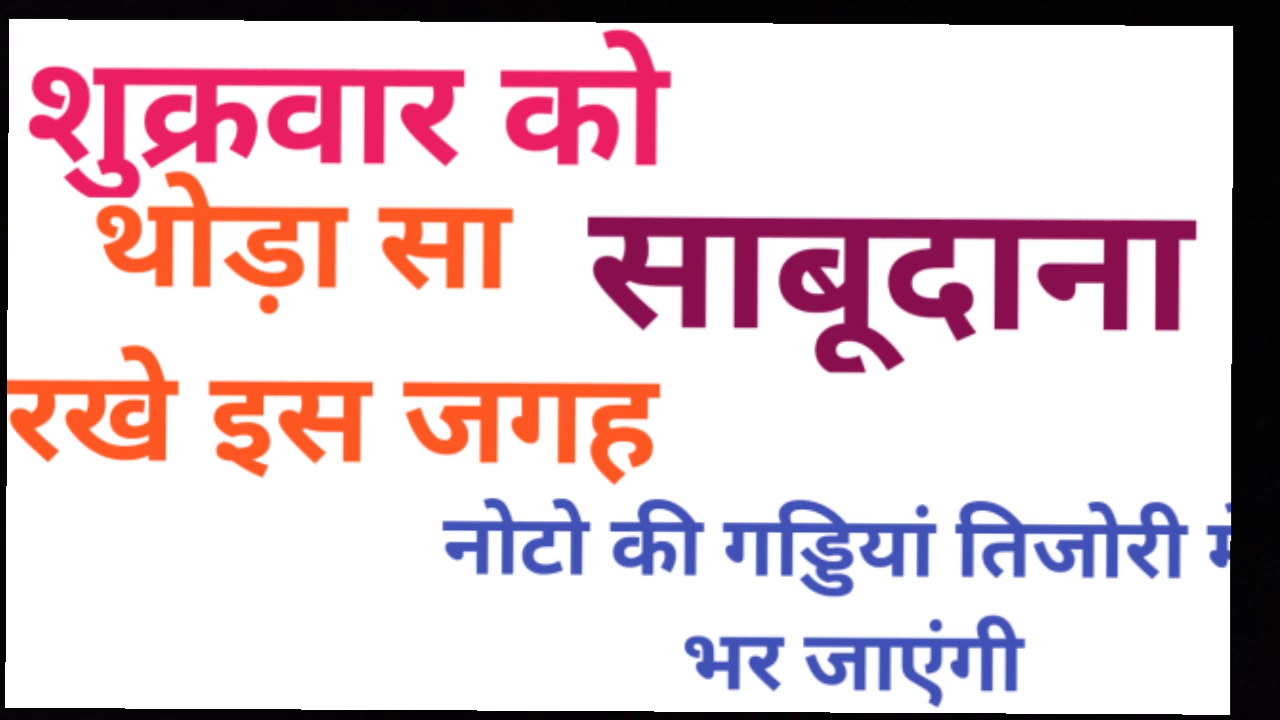 शुक्रवार को
थोड़ा सा साबूदाना
रखे इस जगह
नोटो की गड्डियां तिजोरी मे
भर जाएंगी